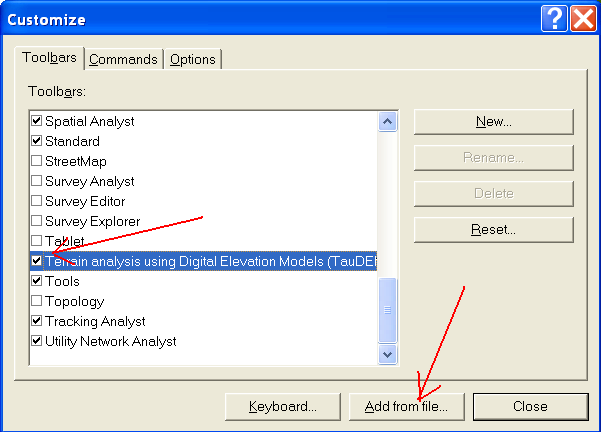 Customize
Toolbars Commands Options
Toolbars:
Spatial Analyst
Standard
StreetMap
Survey Analyst
Survey Editor
Survey Explorer
Tablet
Terrain analysis using Digital Elevation Models (TauDEM
Tools
Topology
Tracking Analyst
Utility Network Analyst
New...
Rename...
Delete
Reset...
Keyboard... Add from file... Close